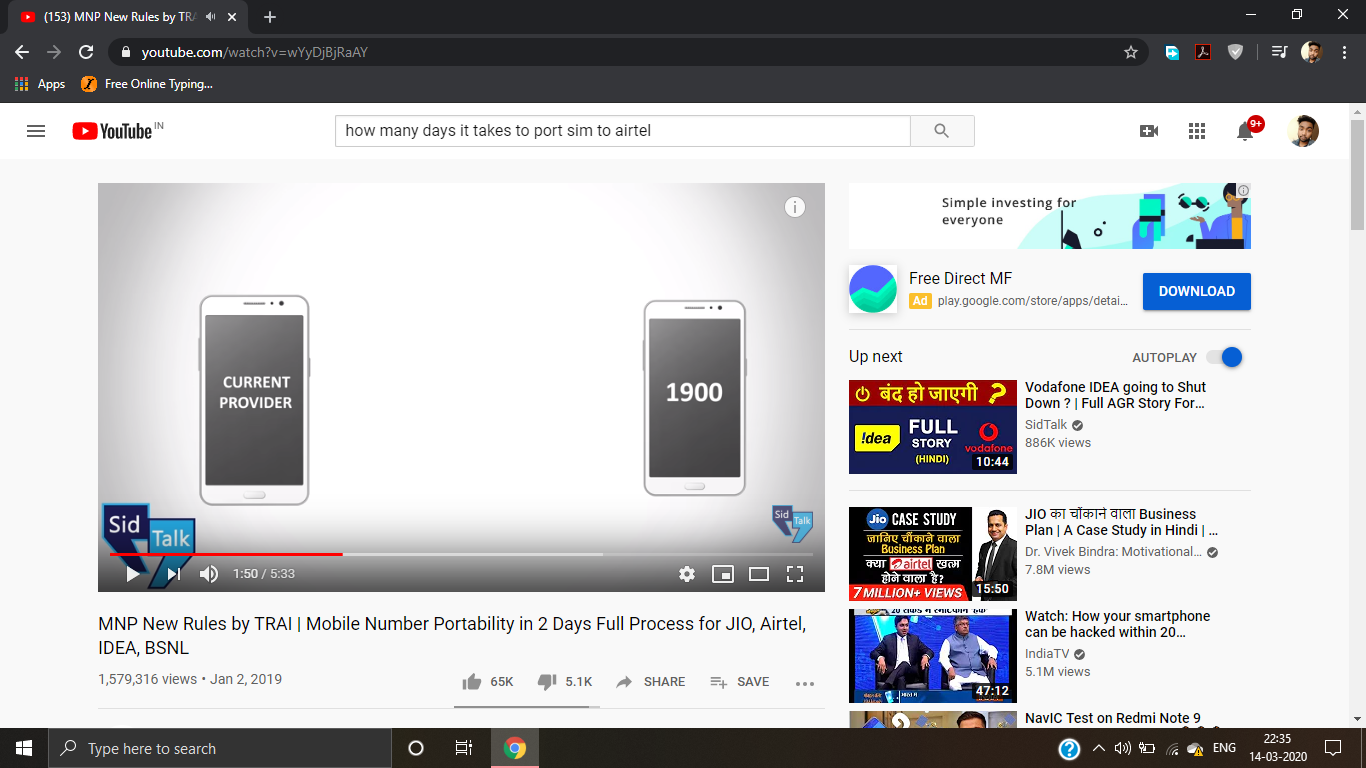 (153) MNP New Rules by TRA
youtube.com/watch?v=wYyDjBjRaAY
Apps
Free Online Typing...
YouTube IN
how many days it takes to port sim to airtel
9+
CURRENT
PROVIDER
1900
Sid
Talk
Sid
Talk
1:50 / 5:33
MNP New Rules by TRAI | Mobile Number Portability in 2 Days Full Process for JIO, Airtel,
IDEA, BSNL
1,579,316 views • Jan 2, 2019
65K
5.1K
SHARE
SAVE
Simple investing for
everyone
Free Direct MF
Ad play.google.com/store/apps/detai...
DOWNLOAD
Up next
AUTOPLAY
बंद हो जाएगी ?
!dea
FULL
STORY
(HINDI)
vodafone
10:44
Vodafone IDEA going to Shut
Down ? | Full AGR Story For...
SidTalk
886K views
Jio CASE STUDY
जानिए चौंकाने वाला
Business Plan
क्या airtel खत्म
होने वाला है?
7 MILLION+ VIEWS
15:50
JIO का चौंकाने वाला Business
Plan | A Case Study in Hindi | ...
Dr. Vivek Bindra: Motivational...
7.8M views
47:12
Watch: How your smartphone
can be hacked within 20...
IndiaTV
5.1M views
NavIC Test on Redmi Note 9
Type here to search
ENG
22:35
14-03-2020